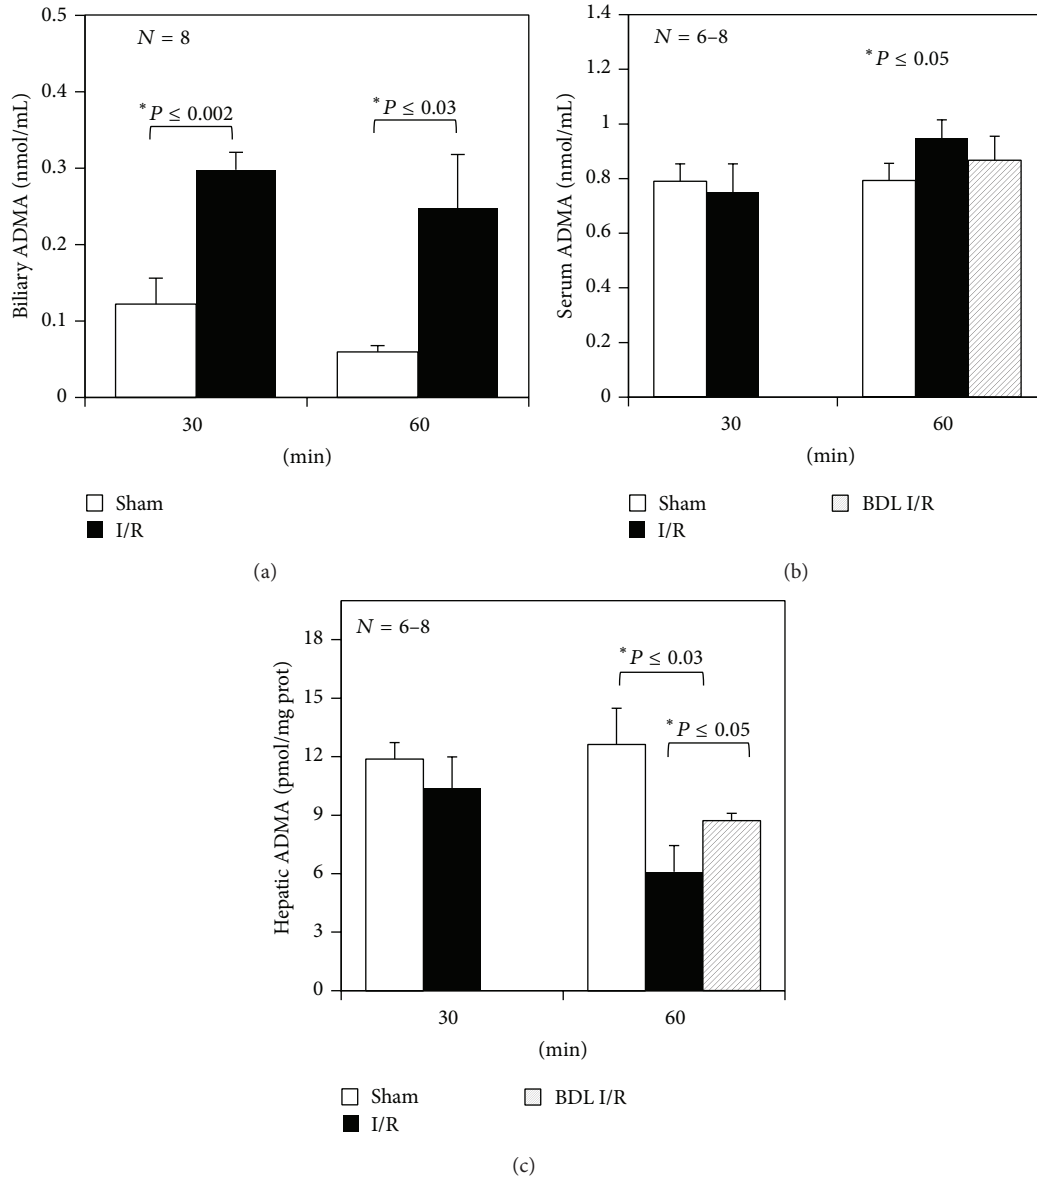 0.5
0.4
0.3
0.2
0.1
0
Biliary ADMA (nmol/mL)
N = 8
*P ≤ 0.002
*P ≤ 0.03
30
60
(min)
Sham
I/R
(a)
1.4
1.2
1
0.8
0.6
0.4
0.2
0
Serum ADMA (nmol/mL)
N = 6–8
*P ≤ 0.05
30
60
(min)
Sham
BDL I/R
I/R
(b)
18
15
12
9
6
3
0
Hepatic ADMA (pmol/mg prot)
N = 6–8
*P ≤ 0.03
*P ≤ 0.05
30
60
(min)
Sham
BDL I/R
I/R
(c)